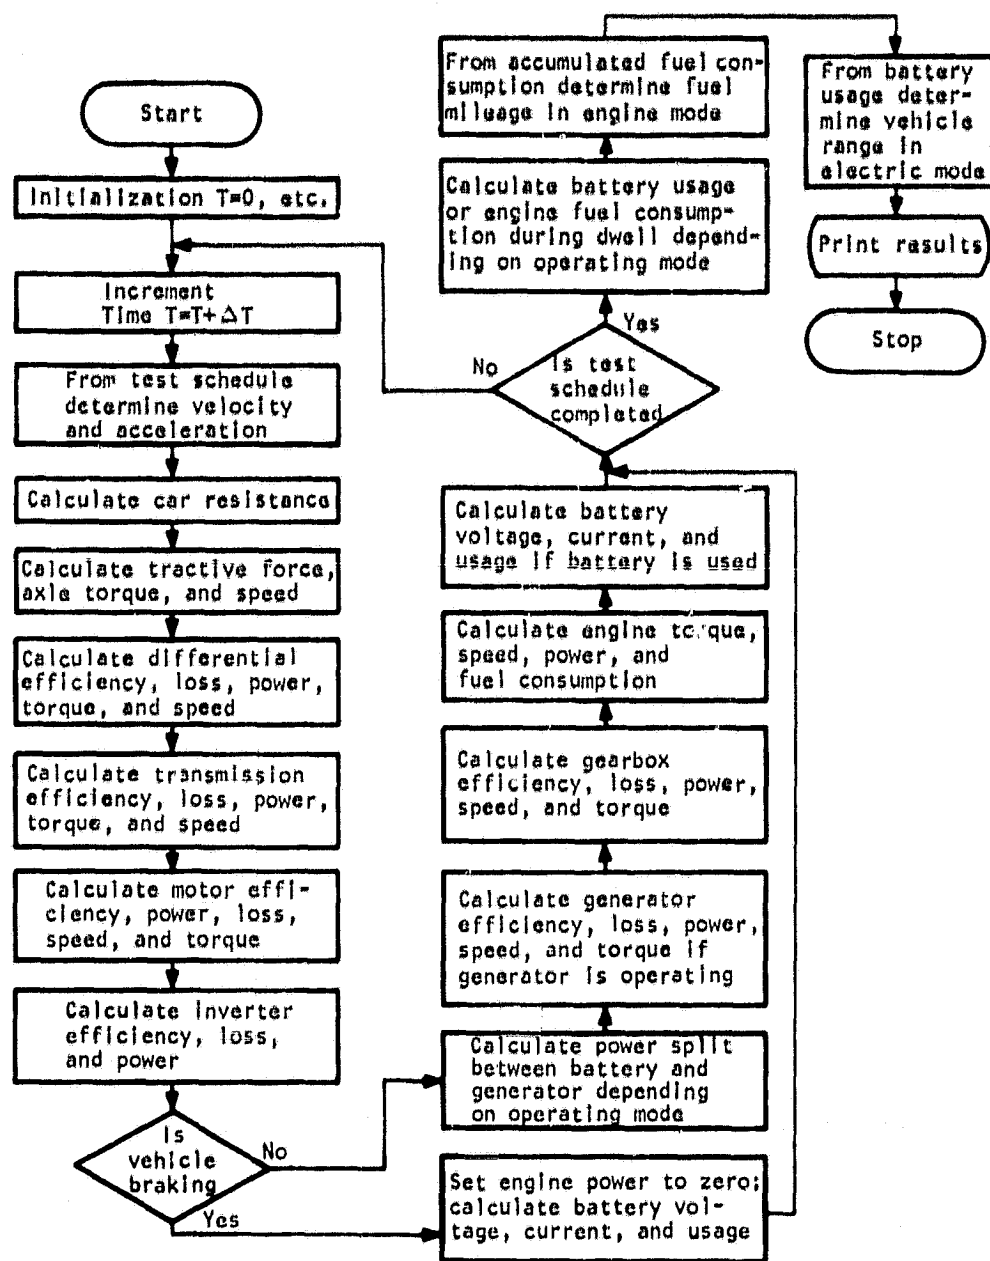 Start
Initialization T=0, etc.
Increment
Time T=T+ΔT
From test schedule
determine velocity
and acceleration
Calculate car resistance
Calculate tractive force,
axle torque, and speed
Calculate differential
efficiency, loss, power,
torque, and speed
Calculate transmission
efficiency, loss, power,
torque, and speed
Calculate motor effi-
ciency, power, loss,
speed, and torque
Calculate inverter
efficiency, loss,
and power
Is
vehicle
braking
No
Yes
Set engine power to zero;
calculate battery vol-
tage, current, and usage
Calculate power split
between battery and
generator depending
on operating mode
Calculate generator
efficiency, loss, power,
speed, and torque if
generator is operating
Calculate gearbox
efficiency, loss, power,
speed, and torque
Calculate engine torque,
speed, power, and
fuel consumption
Calculate battery
voltage, current, and
usage if battery is used
Is test
schedule
completed
No
Yes
Calculate battery usage
or engine fuel consump-
tion during dwell depend-
ing on operating mode
From accumulated fuel con-
sumption determine fuel
mileage in engine mode
From battery
usage deter-
mine vehicle
range in
electric mode
Print results
Stop